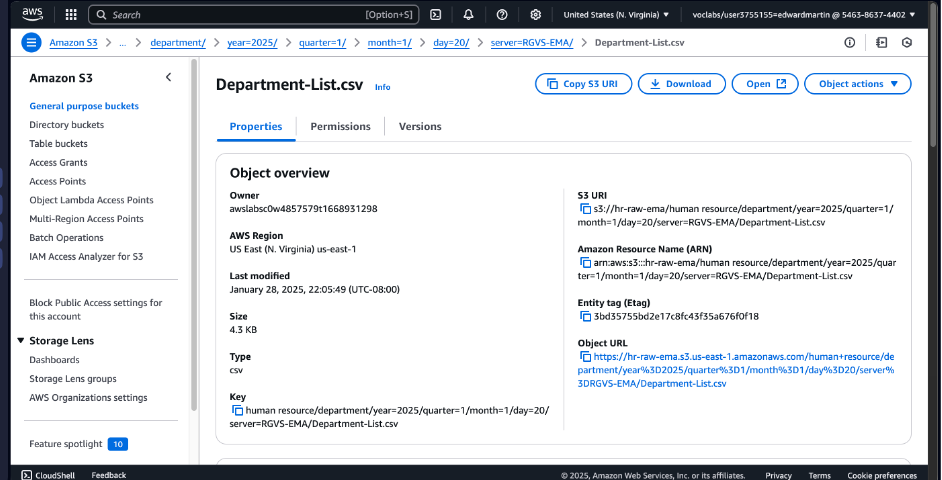 aws
Search [Option+S]
United States (N. Virginia) ▼
voclabs/user3755155=edwardmartin @ 5463-8637-4402 ▼
Amazon S3 > ... > department/ > year=2025/ > quarter=1/ > month=1/ > day=20/ > server=RGVS-EMA/ > Department-List.csv
Amazon S3
General purpose buckets
Directory buckets
Table buckets
Access Grants
Access Points
Object Lambda Access Points
Multi-Region Access Points
Batch Operations
IAM Access Analyzer for S3
Block Public Access settings for
this account
Storage Lens
Dashboards
Storage Lens groups
AWS Organizations settings
Feature spotlight 10
Department-List.csv Info
Copy S3 URI
Download
Open
Object actions ▼
Properties
Permissions
Versions
Object overview
Owner
awslabsc0w4857579t1668931298
AWS Region
US East (N. Virginia) us-east-1
Last modified
January 28, 2025, 22:05:49 (UTC-08:00)
Size
4.3 KB
Type
csv
Key
human resource/department/year=2025/quarter=1/month=1/day=20/
server=RGVS-EMA/Department-List.csv
S3 URI
s3://hr-raw-ema/human resource/department/year=2025/quarter=1/
month=1/day=20/server=RGVS-EMA/Department-List.csv
Amazon Resource Name (ARN)
arn:aws:s3:::hr-raw-ema/human resource/department/year=2025/quar
ter=1/month=1/day=20/server=RGVS-EMA/Department-List.csv
Entity tag (Etag)
3bd35755bd2e17c8fc43f35a676f0f18
Object URL
https://hr-raw-ema.s3.us-east-1.amazonaws.com/human+resource/de
partment/year%3D2025/quarter%3D1/month%3D1/day%3D20/server%
3DRGVS-EMA/Department-List.csv
CloudShell
Feedback
© 2025, Amazon Web Services, Inc. or its affiliates.
Privacy
Terms
Cookie preferences